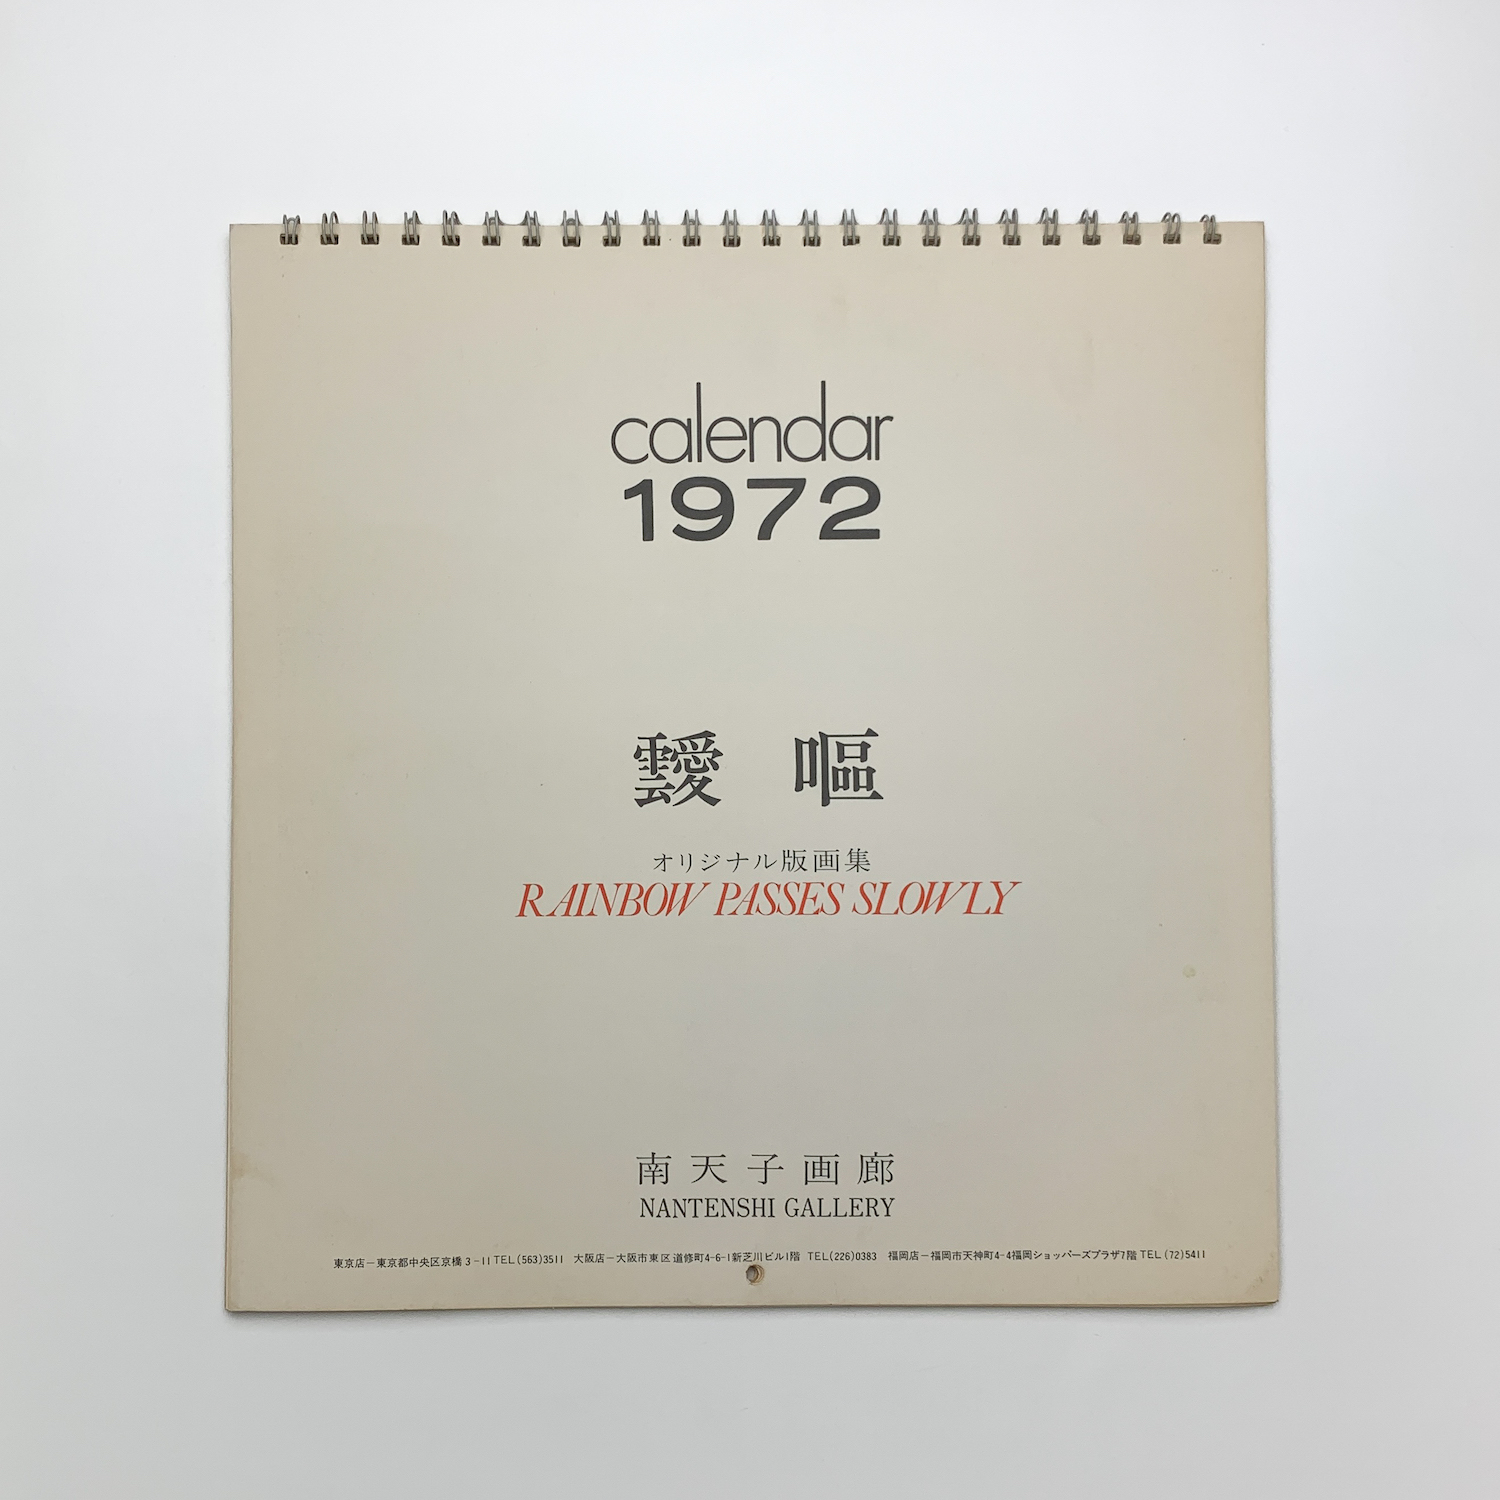 calendar
1972
靉嘔
オリジナル版画集
RAINBOW PASSES SLOWLY
南天子画廊
NANTENSHI GALLERY
東京店－東京都中央区京橋3-11 TEL(563)3511 大阪店－大阪市東区道修町4-6-1新芝川ビル1階 TEL(226)0383 福岡店－福岡市天神町4-4福岡ショッパーズプラザ7階 TEL(72)5411